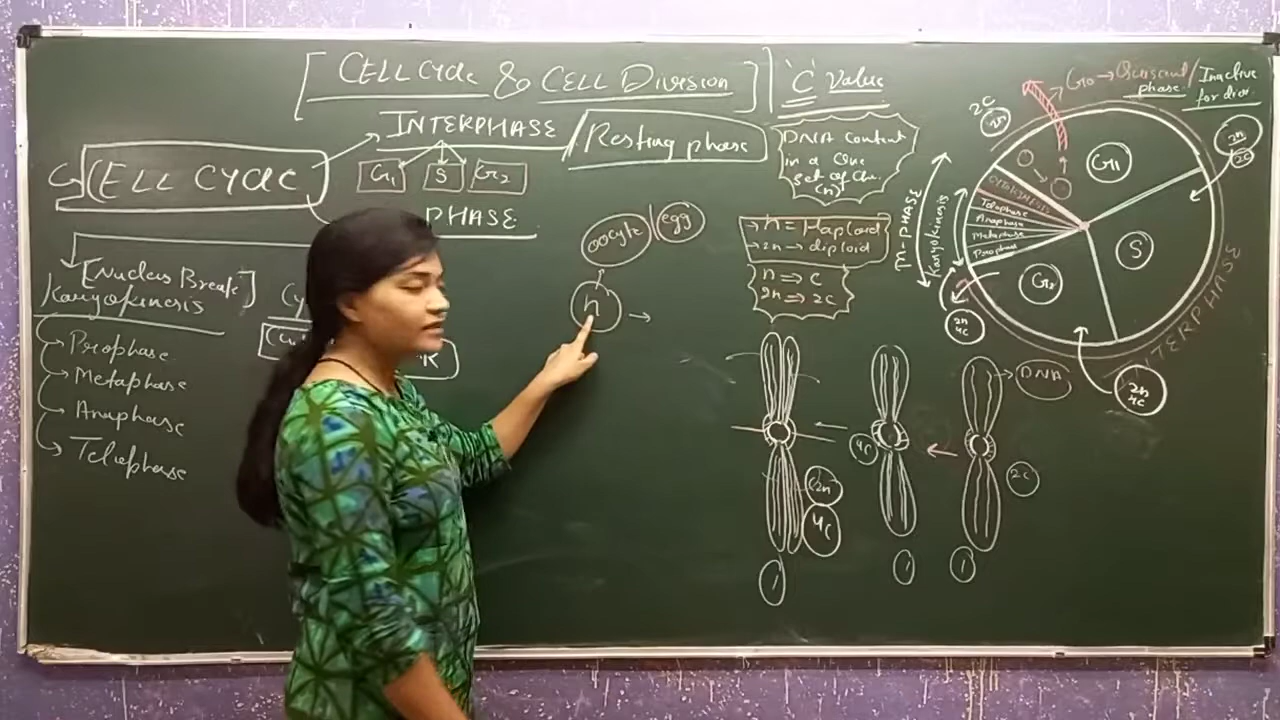 CELL CYCLE & CELL DIVISION
'C' Value
G0 → Quiescent / Inactive
phase. for div.
INTERPHASE / Resting phase
CELL CYCLE
G1 S G2
PHASE
DNA Content
in a one
set of Chr.
(n)
oocyte | egg
n
→ n = Haploid
→ 2n → diploid
n ⇒ C
2n ⇒ 2C
[Nucleus Break]
Karyokinesis
Cy
→ Prophase
→ Metaphase
→ Anaphase
→ Telophase
2C
2n
2n
2C
G1
S
G2
CYTOKINESIS
Telophase
Anaphase
Metaphase
Prophase
M-PHASE
Karyokinesis
INTERPHASE
2n
4C
2n
4C
DNA
2n
4C
4C
2C
1
1
1